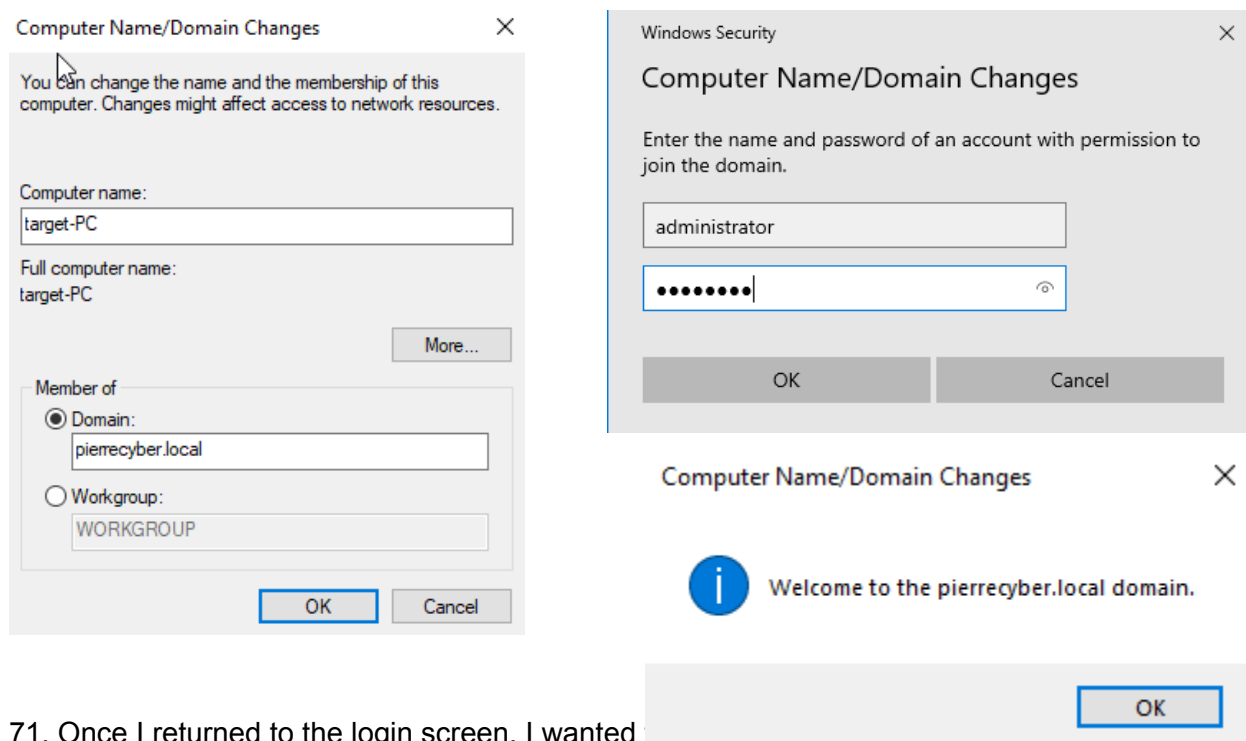 Computer Name/Domain Changes
You can change the name and the membership of this
computer. Changes might affect access to network resources.
Computer name:
target-PC
Full computer name:
target-PC
More...
Member of
Domain:
pierrecyber.local
Workgroup:
WORKGROUP
OK
Cancel
Windows Security
Computer Name/Domain Changes
Enter the name and password of an account with permission to
join the domain.
administrator
OK
Cancel
Computer Name/Domain Changes
Welcome to the pierrecyber.local domain.
OK
71. Once I returned to the login screen, I wanted